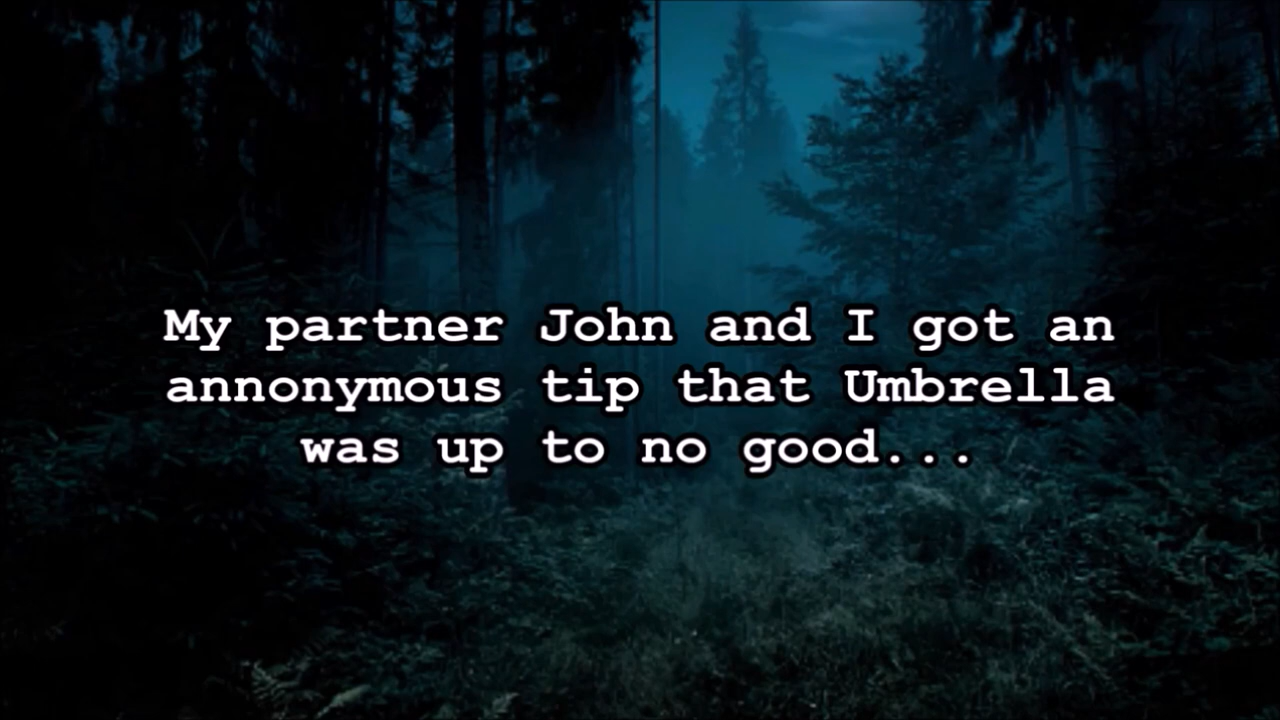 My partner John and I got an
annonymous tip that Umbrella
was up to no good...